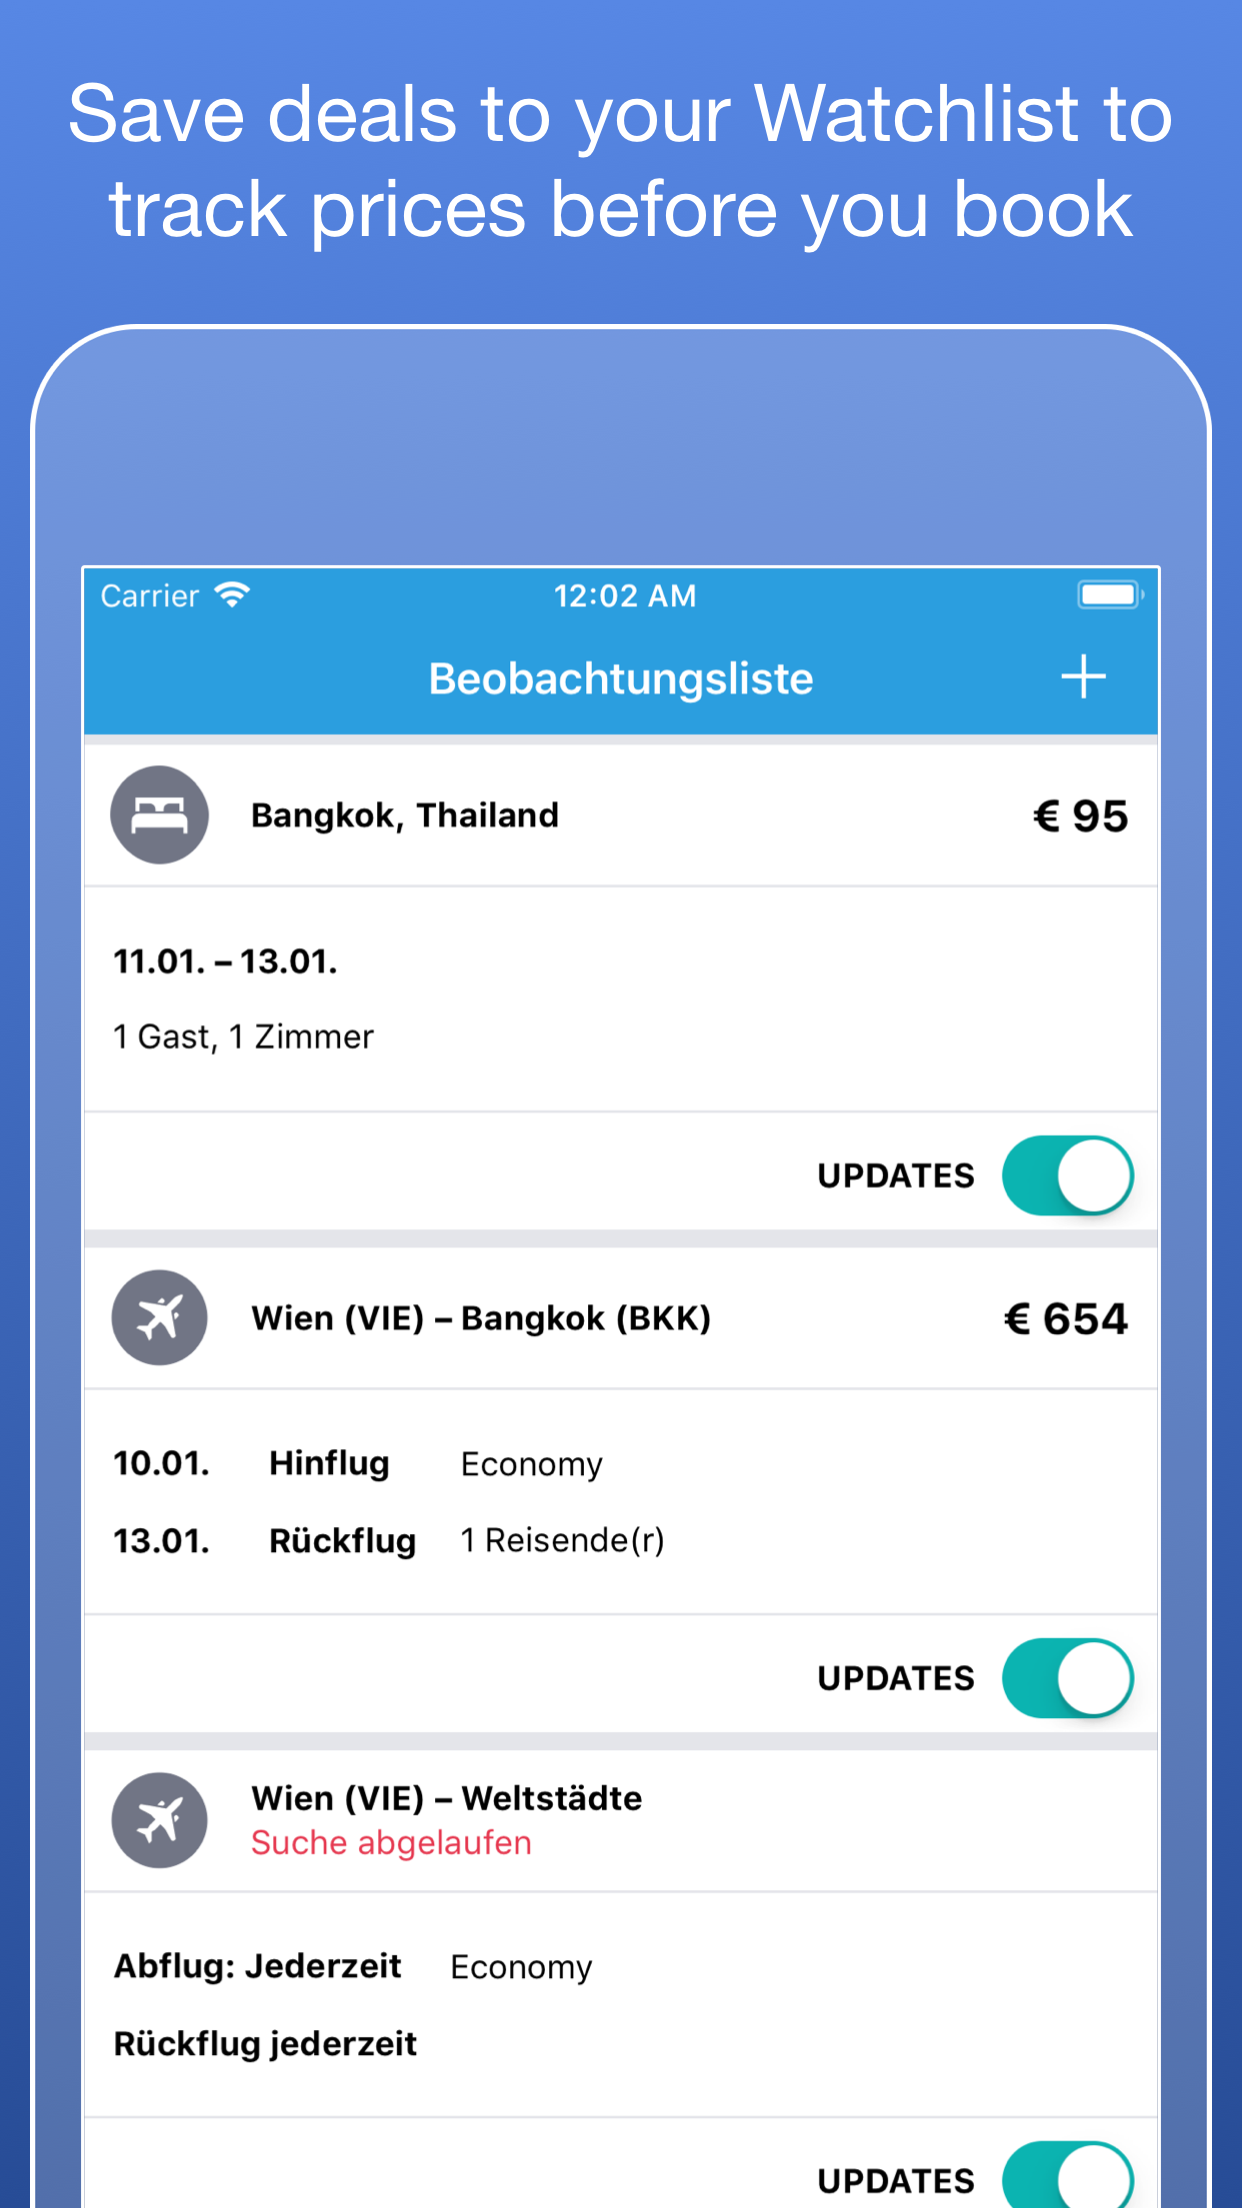 Save deals to your Watchlist to
track prices before you book
Carrier 12:02 AM
Beobachtungsliste
Bangkok, Thailand € 95
11.01. – 13.01.
1 Gast, 1 Zimmer
UPDATES
Wien (VIE) – Bangkok (BKK) € 654
10.01. Hinflug Economy
13.01. Rückflug 1 Reisende(r)
UPDATES
Wien (VIE) – Weltstädte
Suche abgelaufen
Abflug: Jederzeit Economy
Rückflug jederzeit
UPDATES